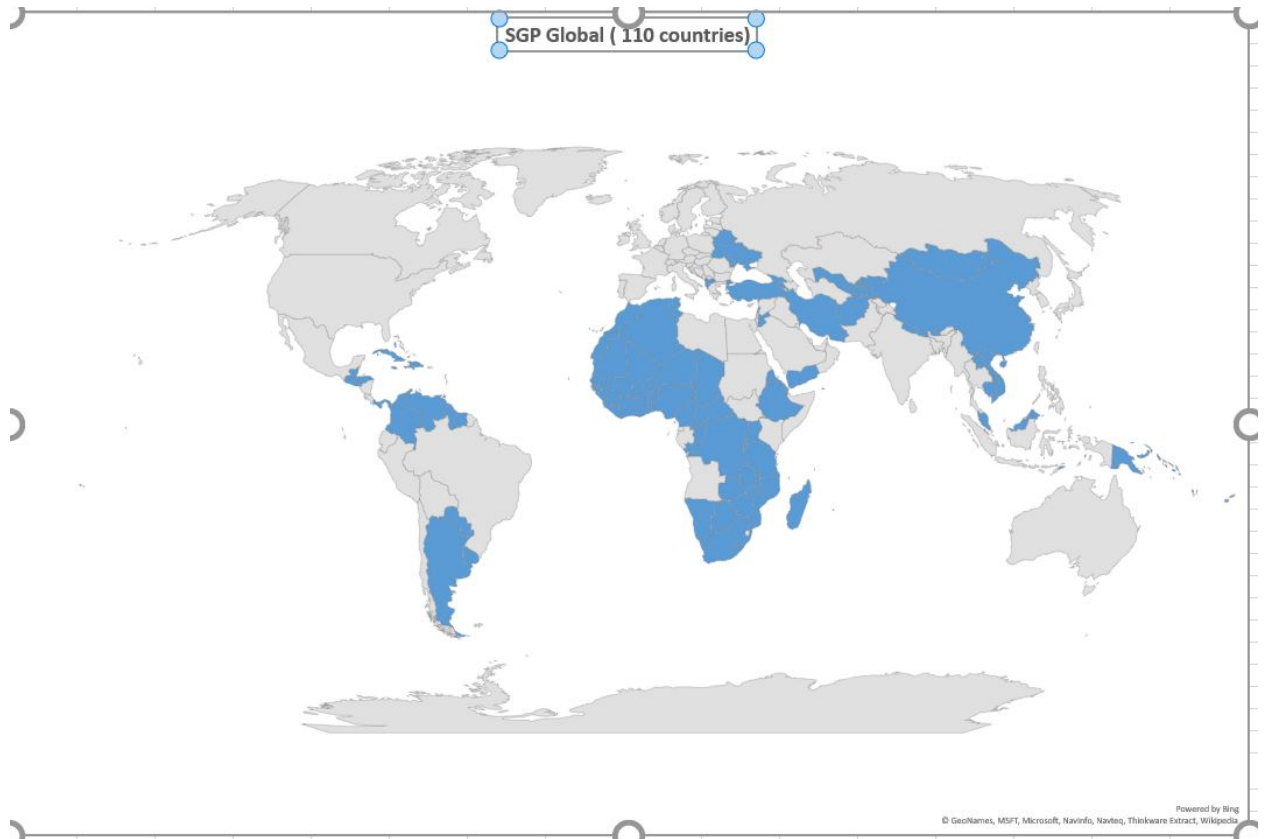 SGP Global ( 110 countries)
Powered by Bing
© GeoNames, MSFT, Microsoft, NavInfo, Navteq, Thinkware Extract, Wikipedia